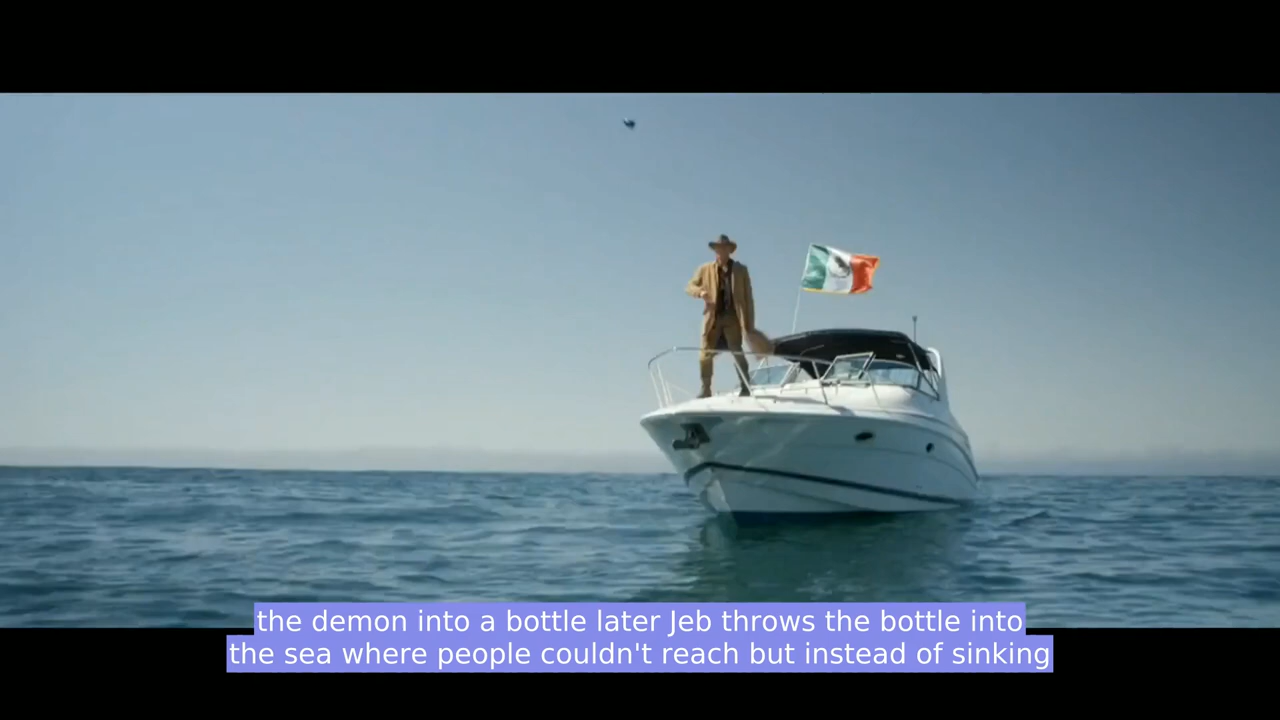 the demon into a bottle later Jeb throws the bottle into
the sea where people couldn't reach but instead of sinking